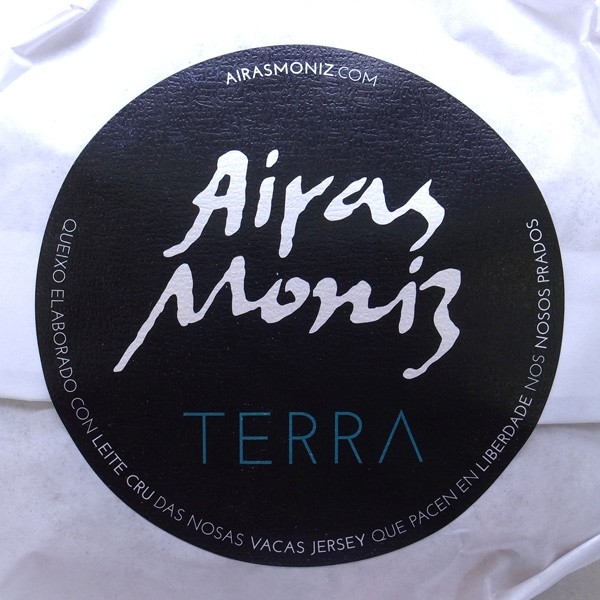 AIRASMONIZ.COM
Airas
Moniz
TERRA
QUEIXO ELABORADO CON LEITE CRU DAS NOSAS VACAS JERSEY QUE PACEN EN LIBERDADE NOS NOSOS PRADOS